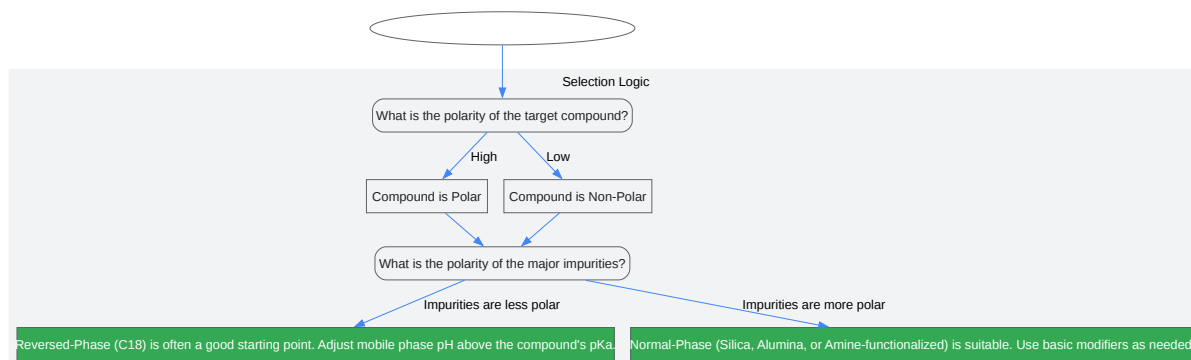 Selection Logic
What is the polarity of the target compound?
High
Low
Compound is Polar
Compound is Non-Polar
What is the polarity of the major impurities?
Impurities are less polar
Impurities are more polar
Reversed-Phase (C18) is often a good starting point. Adjust mobile phase pH above the compound's pKa.
Normal-Phase (Silica, Alumina, or Amine-functionalized) is suitable. Use basic modifiers as needed